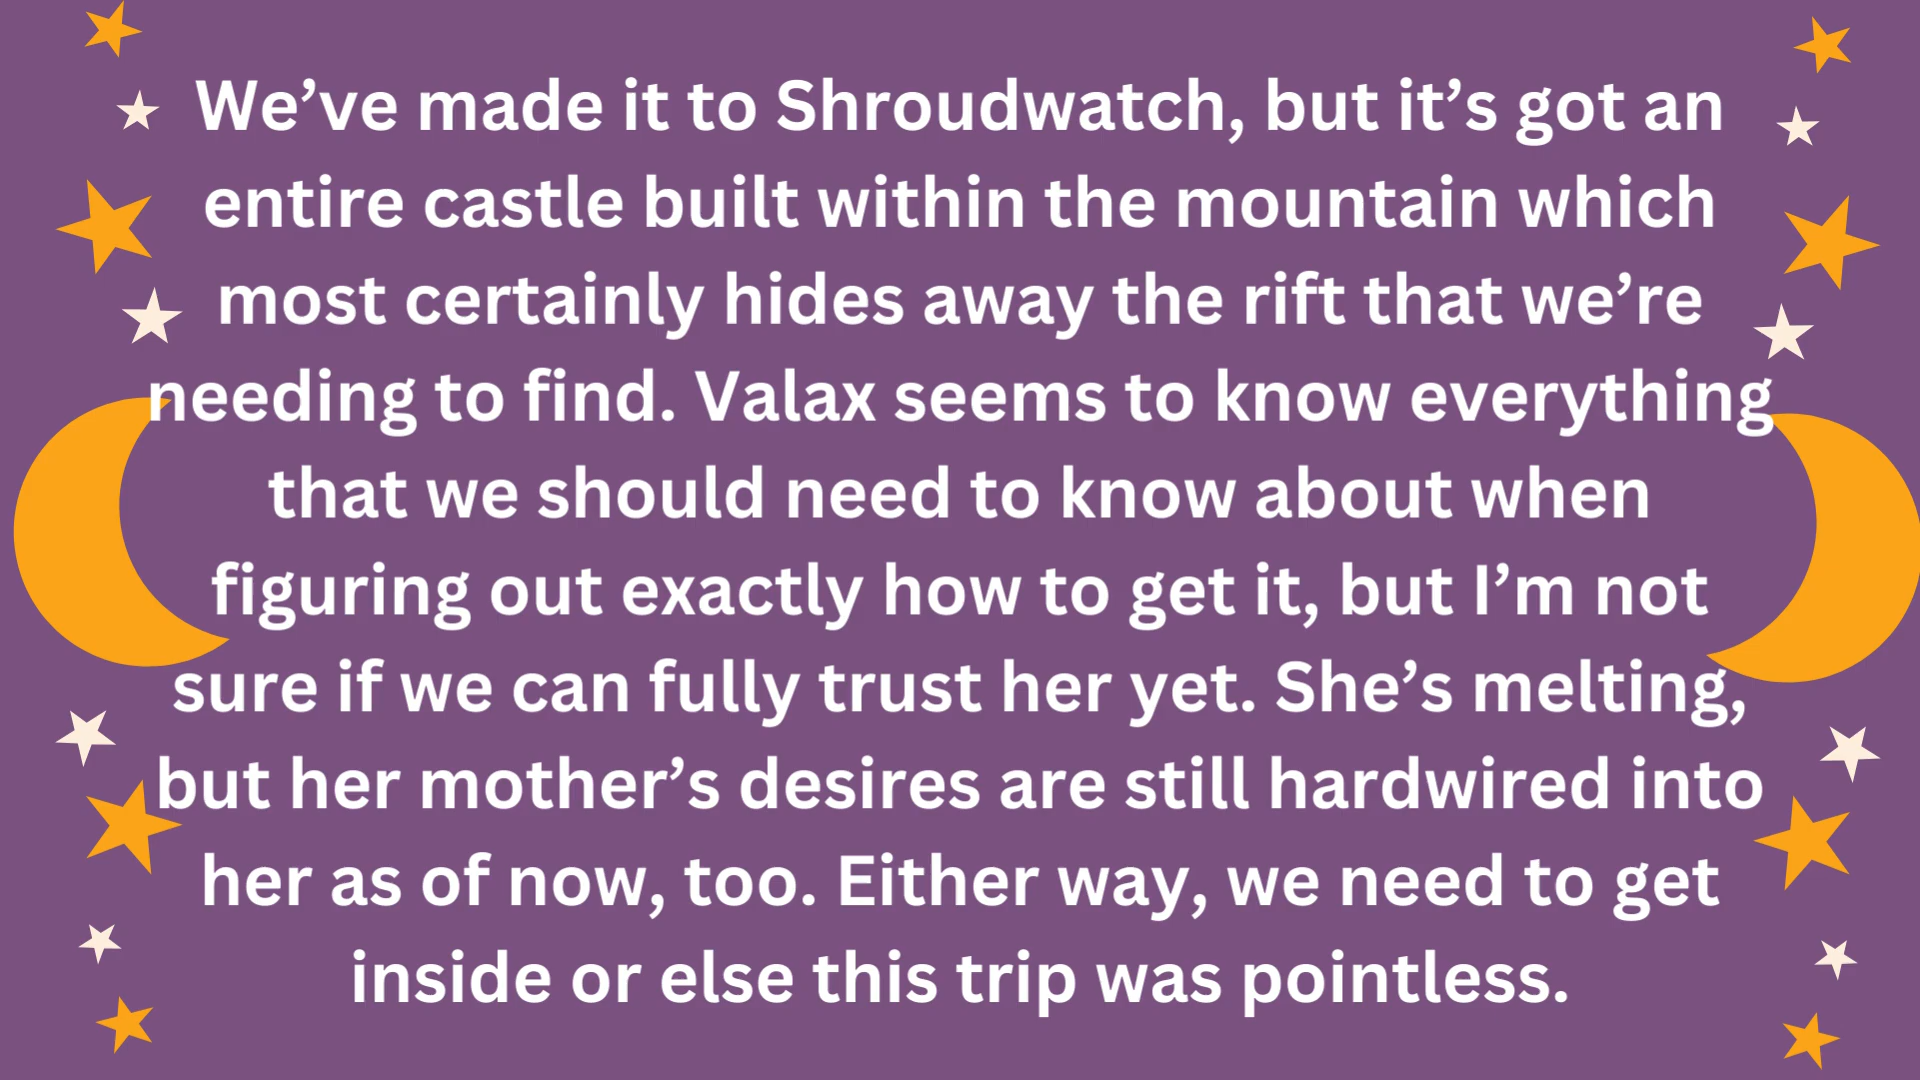 We’ve made it to Shroudwatch, but it’s got an
entire castle built within the mountain which
most certainly hides away the rift that we’re
needing to find. Valax seems to know everything
that we should need to know about when
figuring out exactly how to get it, but I’m not
sure if we can fully trust her yet. She’s melting,
but her mother’s desires are still hardwired into
her as of now, too. Either way, we need to get
inside or else this trip was pointless.